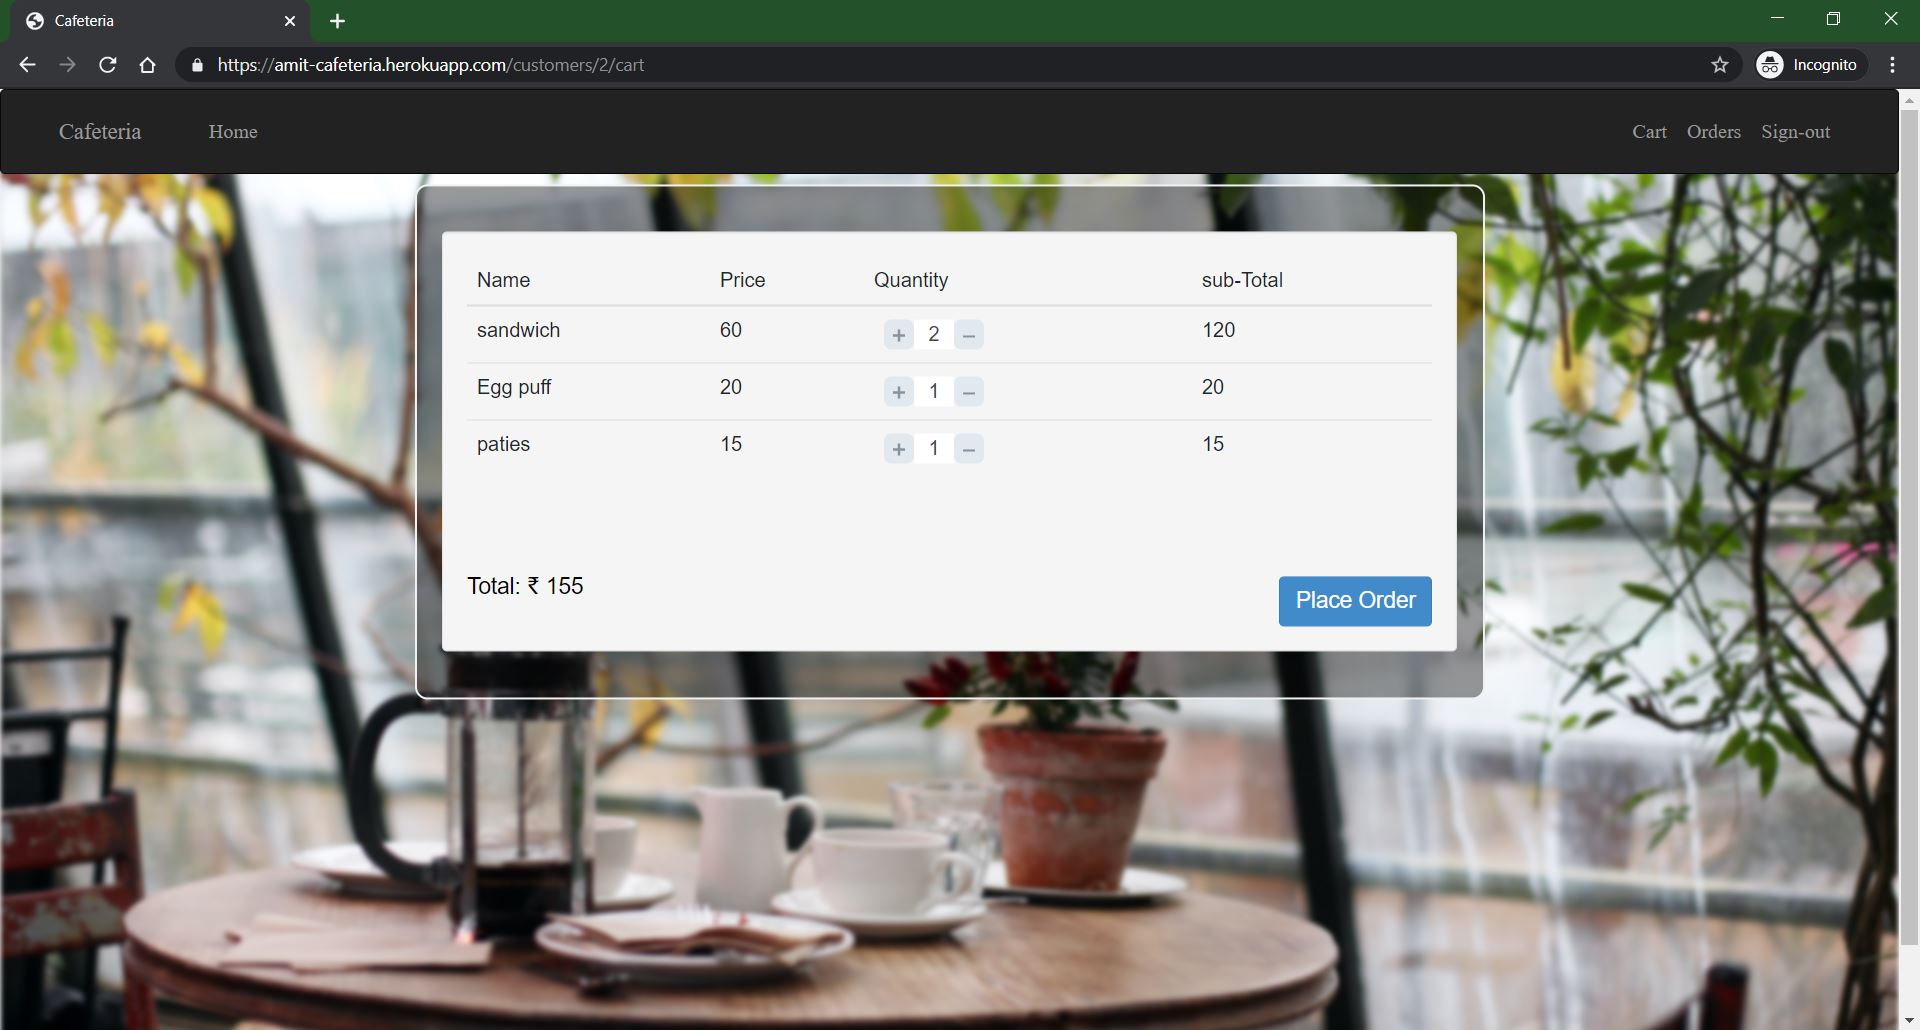 Cafeteria
https://amit-cafeteria.herokuapp.com/customers/2/cart
Incognito
Cafeteria Home Cart Orders Sign-out
Name Price Quantity sub-Total
sandwich 60 + 2 – 120
Egg puff 20 + 1 – 20
paties 15 + 1 – 15
Total: ₹ 155
Place Order